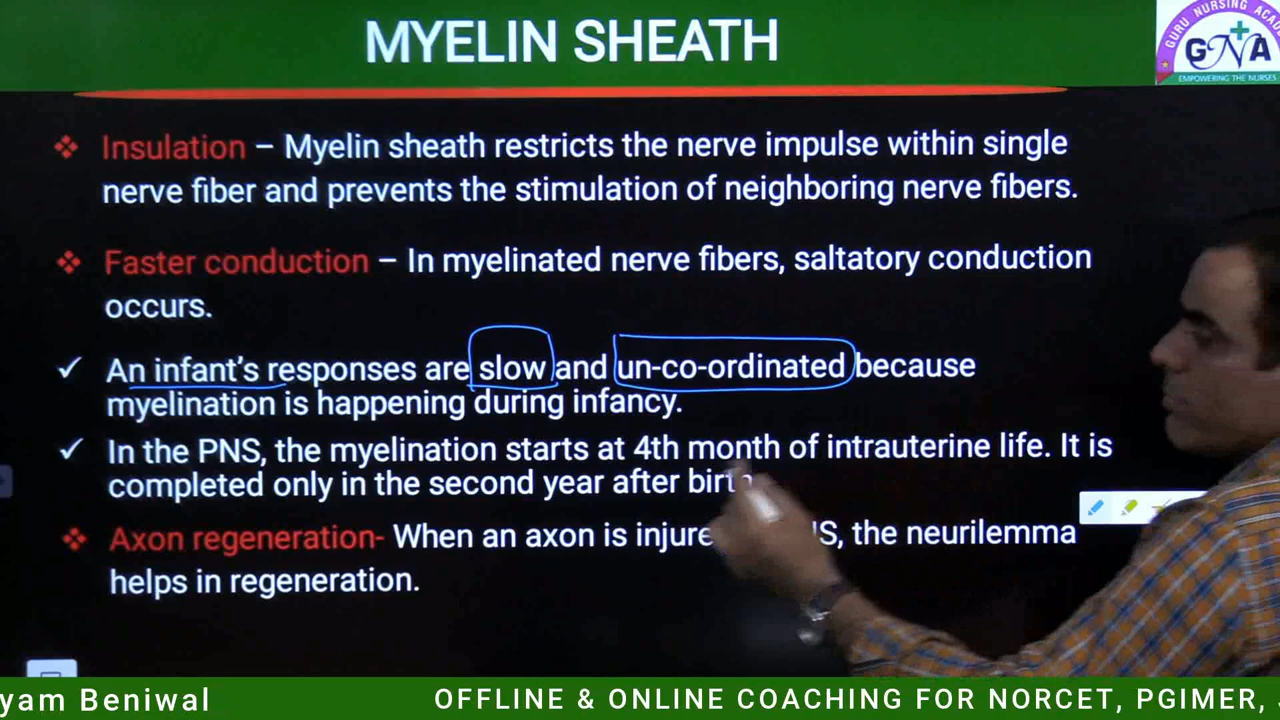 MYELIN SHEATH
GURU NURSING
GNA
EMPOWERING THE NURSES
❖ Insulation – Myelin sheath restricts the nerve impulse within single
nerve fiber and prevents the stimulation of neighboring nerve fibers.
❖ Faster conduction – In myelinated nerve fibers, saltatory conduction
occurs.
✓ An infant's responses are slow and un-co-ordinated because
myelination is happening during infancy.
✓ In the PNS, the myelination starts at 4th month of intrauterine life. It is
completed only in the second year after birth
❖ Axon regeneration- When an axon is injure S, the neurilemma
helps in regeneration.
yam Beniwal OFFLINE & ONLINE COACHING FOR NORCET, PGIMER,